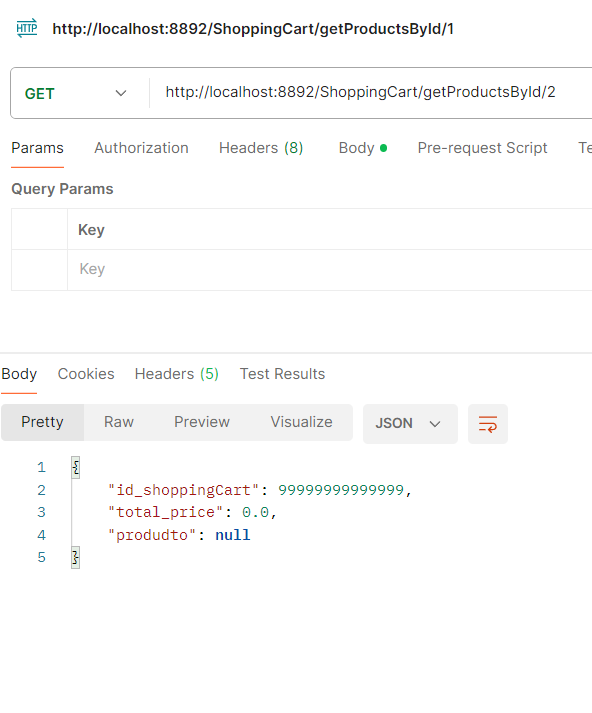 HTTP http://localhost:8892/ShoppingCart/getProductsById/1
GET http://localhost:8892/ShoppingCart/getProductsById/2
Params Authorization Headers (8) Body Pre-request Script Te
Query Params
Key
Key
Body Cookies Headers (5) Test Results
Pretty Raw Preview Visualize JSON
1 {
2 "id_shoppingCart": 99999999999999,
3 "total_price": 0.0,
4 "produdto": null
5 }